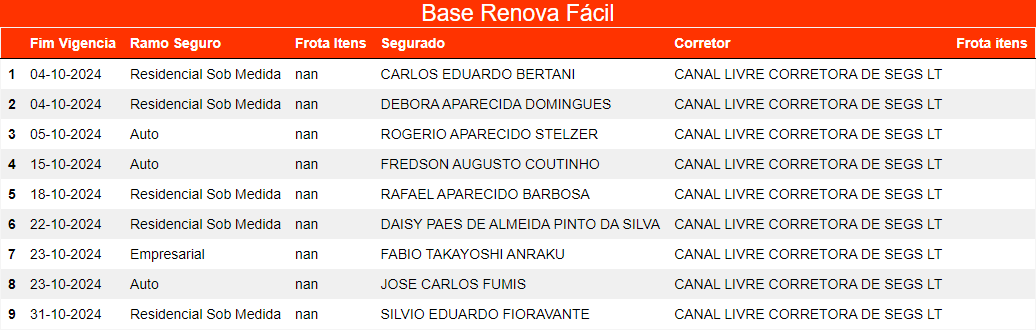 Base Renova Fácil
Fim Vigencia Ramo Seguro Frota Itens Segurado Corretor Frota itens
1 04-10-2024 Residencial Sob Medida nan CARLOS EDUARDO BERTANI CANAL LIVRE CORRETORA DE SEGS LT
2 04-10-2024 Residencial Sob Medida nan DEBORA APARECIDA DOMINGUES CANAL LIVRE CORRETORA DE SEGS LT
3 05-10-2024 Auto nan ROGERIO APARECIDO STELZER CANAL LIVRE CORRETORA DE SEGS LT
4 15-10-2024 Auto nan FREDSON AUGUSTO COUTINHO CANAL LIVRE CORRETORA DE SEGS LT
5 18-10-2024 Residencial Sob Medida nan RAFAEL APARECIDO BARBOSA CANAL LIVRE CORRETORA DE SEGS LT
6 22-10-2024 Residencial Sob Medida nan DAISY PAES DE ALMEIDA PINTO DA SILVA CANAL LIVRE CORRETORA DE SEGS LT
7 23-10-2024 Empresarial nan FABIO TAKAYOSHI ANRAKU CANAL LIVRE CORRETORA DE SEGS LT
8 23-10-2024 Auto nan JOSE CARLOS FUMIS CANAL LIVRE CORRETORA DE SEGS LT
9 31-10-2024 Residencial Sob Medida nan SILVIO EDUARDO FIORAVANTE CANAL LIVRE CORRETORA DE SEGS LT